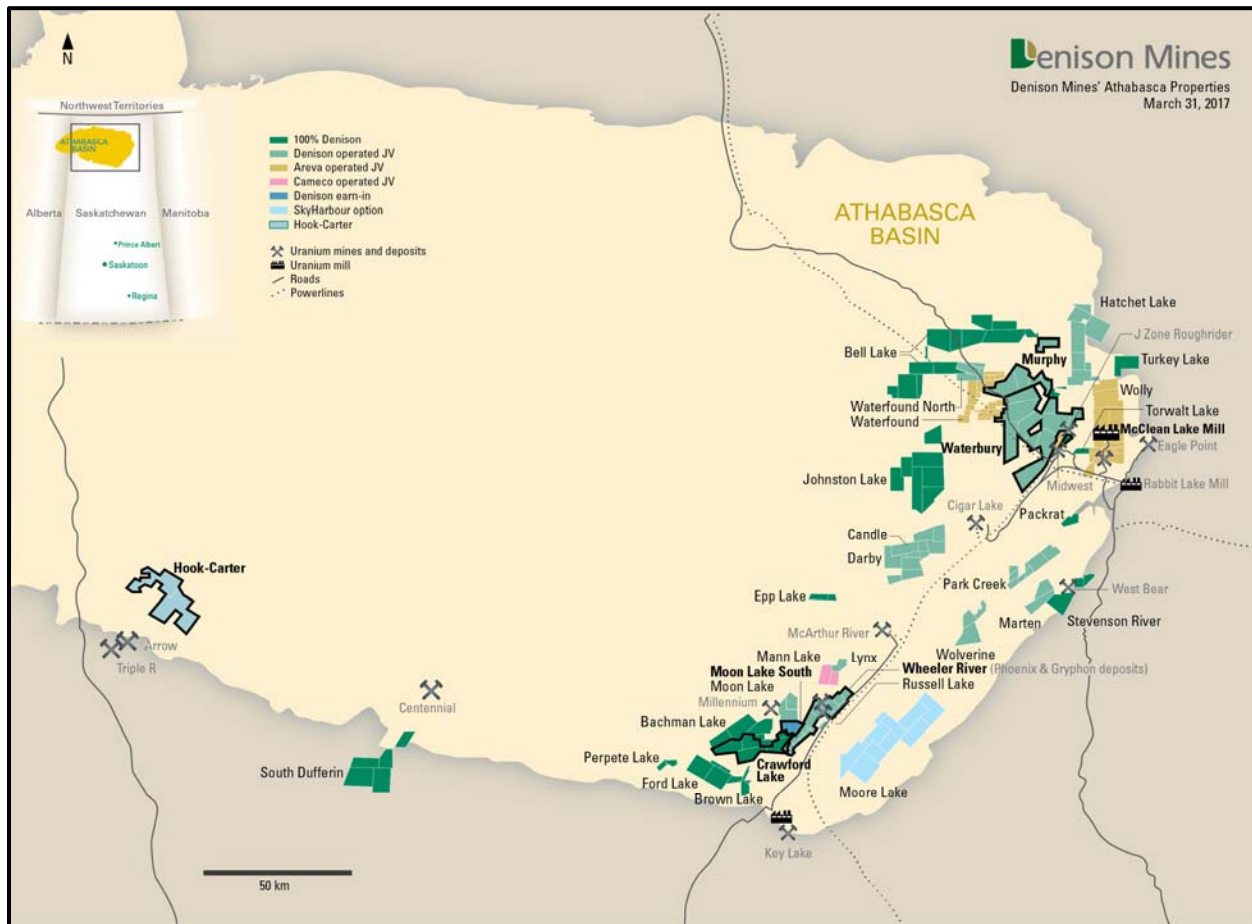 N
Denison Mines
Denison Mines' Athabasca Properties
March 31, 2017
Northwest Territories
ATHABASCA
BASIN
Alberta
Saskatchewan
Manitoba
Prince Albert
Saskatoon
Regina
100% Denison
Denison operated JV
Areva operated JV
Cameco operated JV
Denison earn-in
SkyHarbour option
Hook-Carter
Uranium mines and deposits
Uranium mill
Roads
Powerlines
ATHABASCA
BASIN
Hatchet Lake
J Zone Roughrider
Bell Lake
Murphy
Turkey Lake
Wolly
Waterfound North
Waterfound
Torwalt Lake
McClean Lake Mill
Waterbury
Eagle Point
Johnston Lake
Midwest
Rabbit Lake Mill
Cigar Lake
Packrat
Candle
Darby
Hook-Carter
Park Creek
West Bear
Epp Lake
Marten
Stevenson River
McArthur River
Arrow
Triple R
Wolverine
Mann Lake
Lynx
Moon Lake South
Wheeler River (Phoenix & Gryphon deposits)
Moon Lake
Russell Lake
Millennium
Centennial
Bachman Lake
Perpete Lake
Crawford
Lake
South Dufferin
Ford Lake
Moore Lake
Brown Lake
Key Lake
50 km